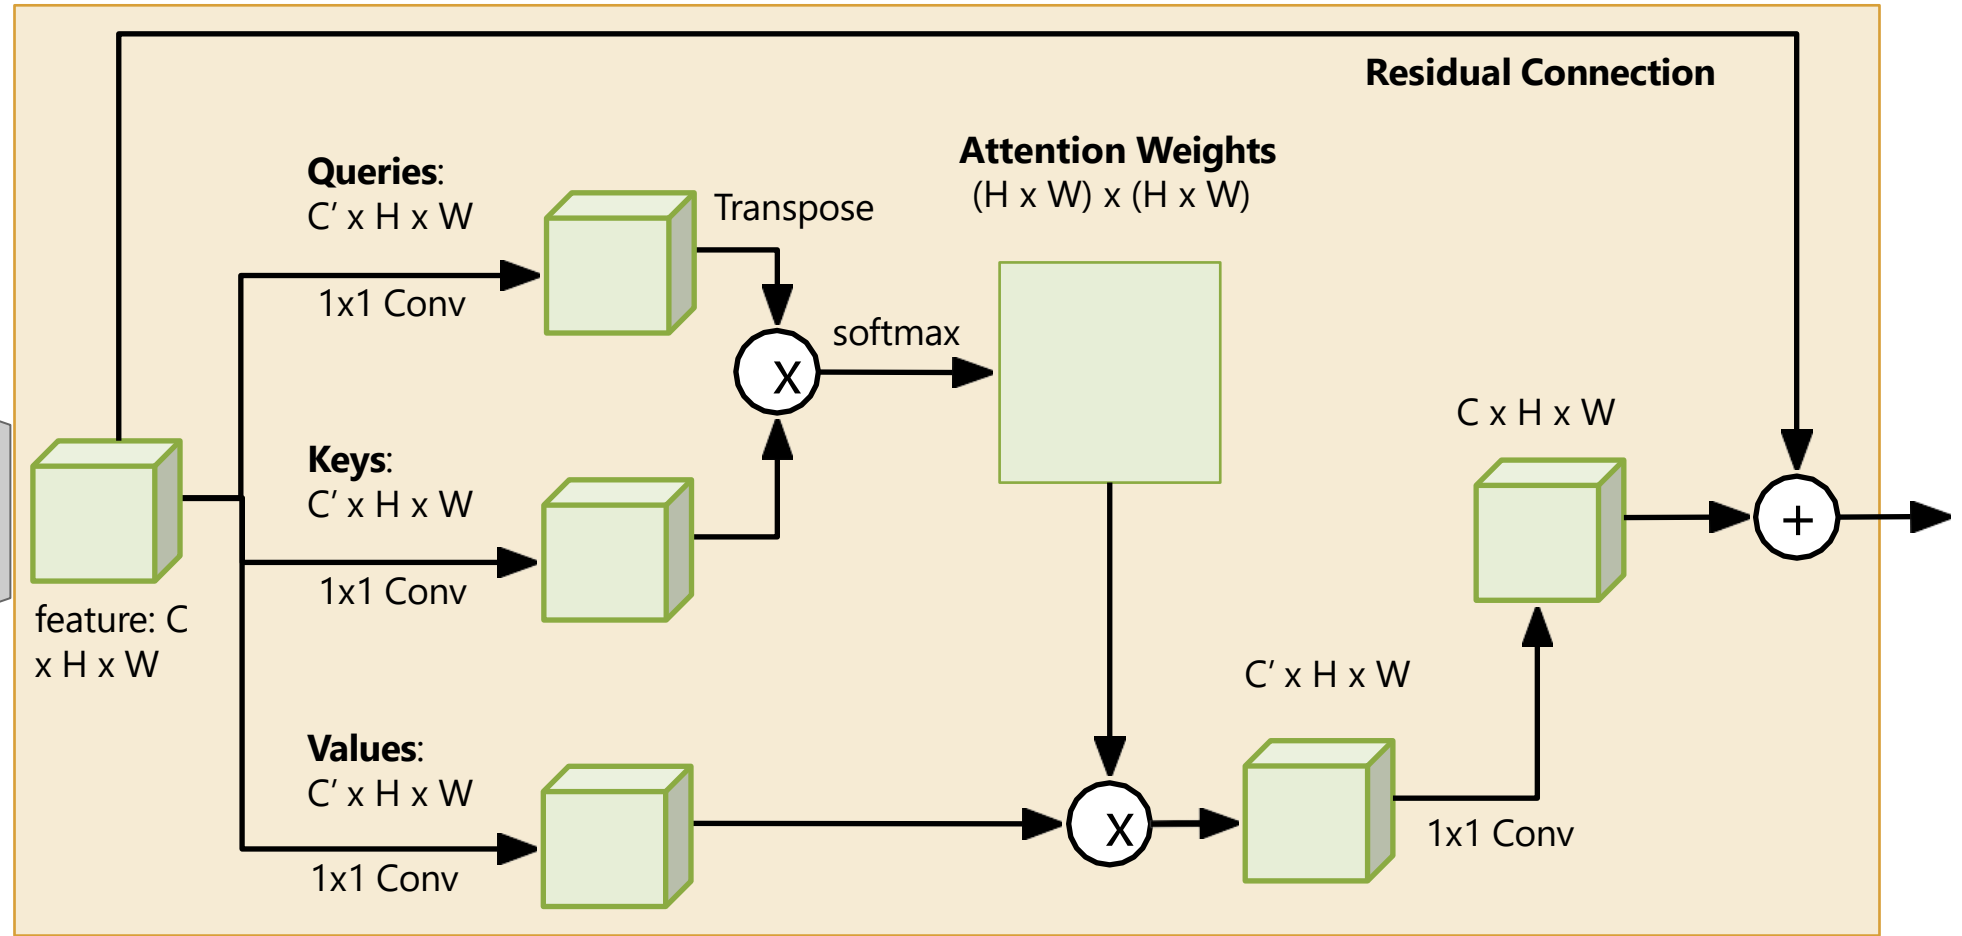 Residual Connection
Attention Weights
(H x W) x (H x W)
Queries:
C’ x H x W
Transpose
1x1 Conv
softmax
X
C x H x W
Keys:
C’ x H x W
+
1x1 Conv
feature: C
x H x W
C’ x H x W
Values:
C’ x H x W
X
1x1 Conv
1x1 Conv